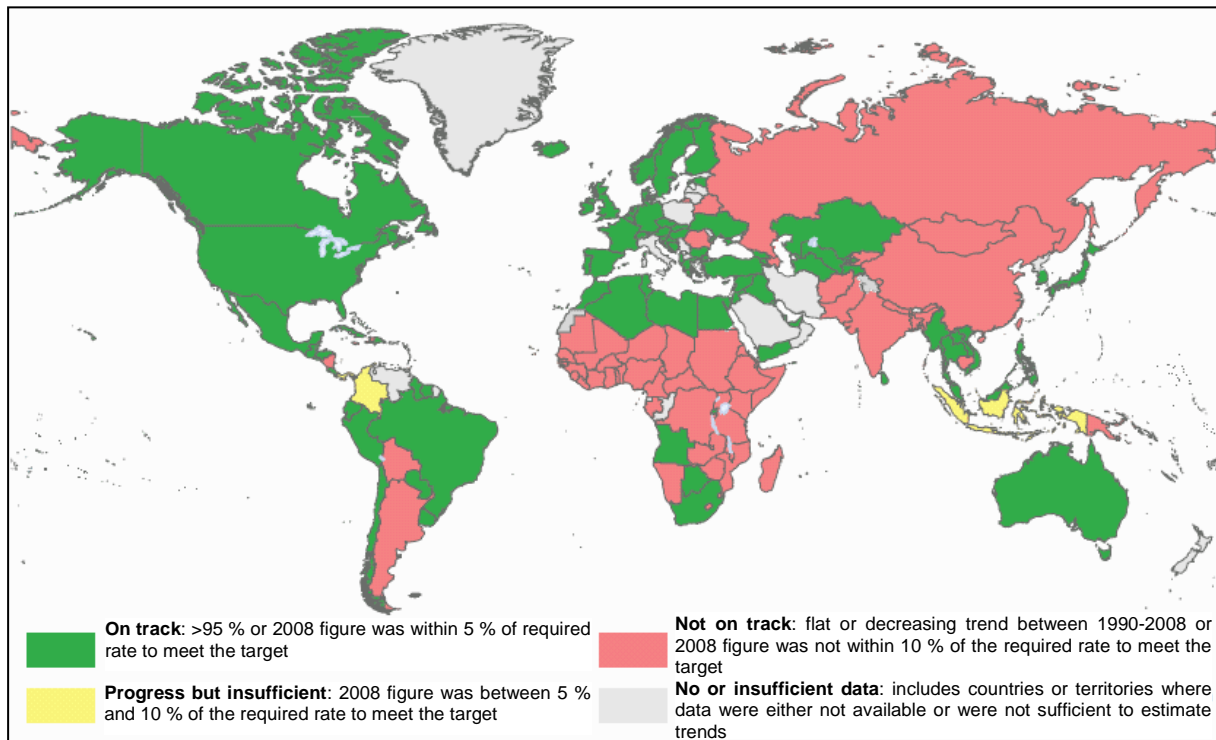 On track: >95 % or 2008 figure was within 5 % of required
rate to meet the target
Progress but insufficient: 2008 figure was between 5 %
and 10 % of the required rate to meet the target
Not on track: flat or decreasing trend between 1990-2008 or
2008 figure was not within 10 % of the required rate to meet the
target
No or insufficient data: includes countries or territories where
data were either not available or were not sufficient to estimate
trends